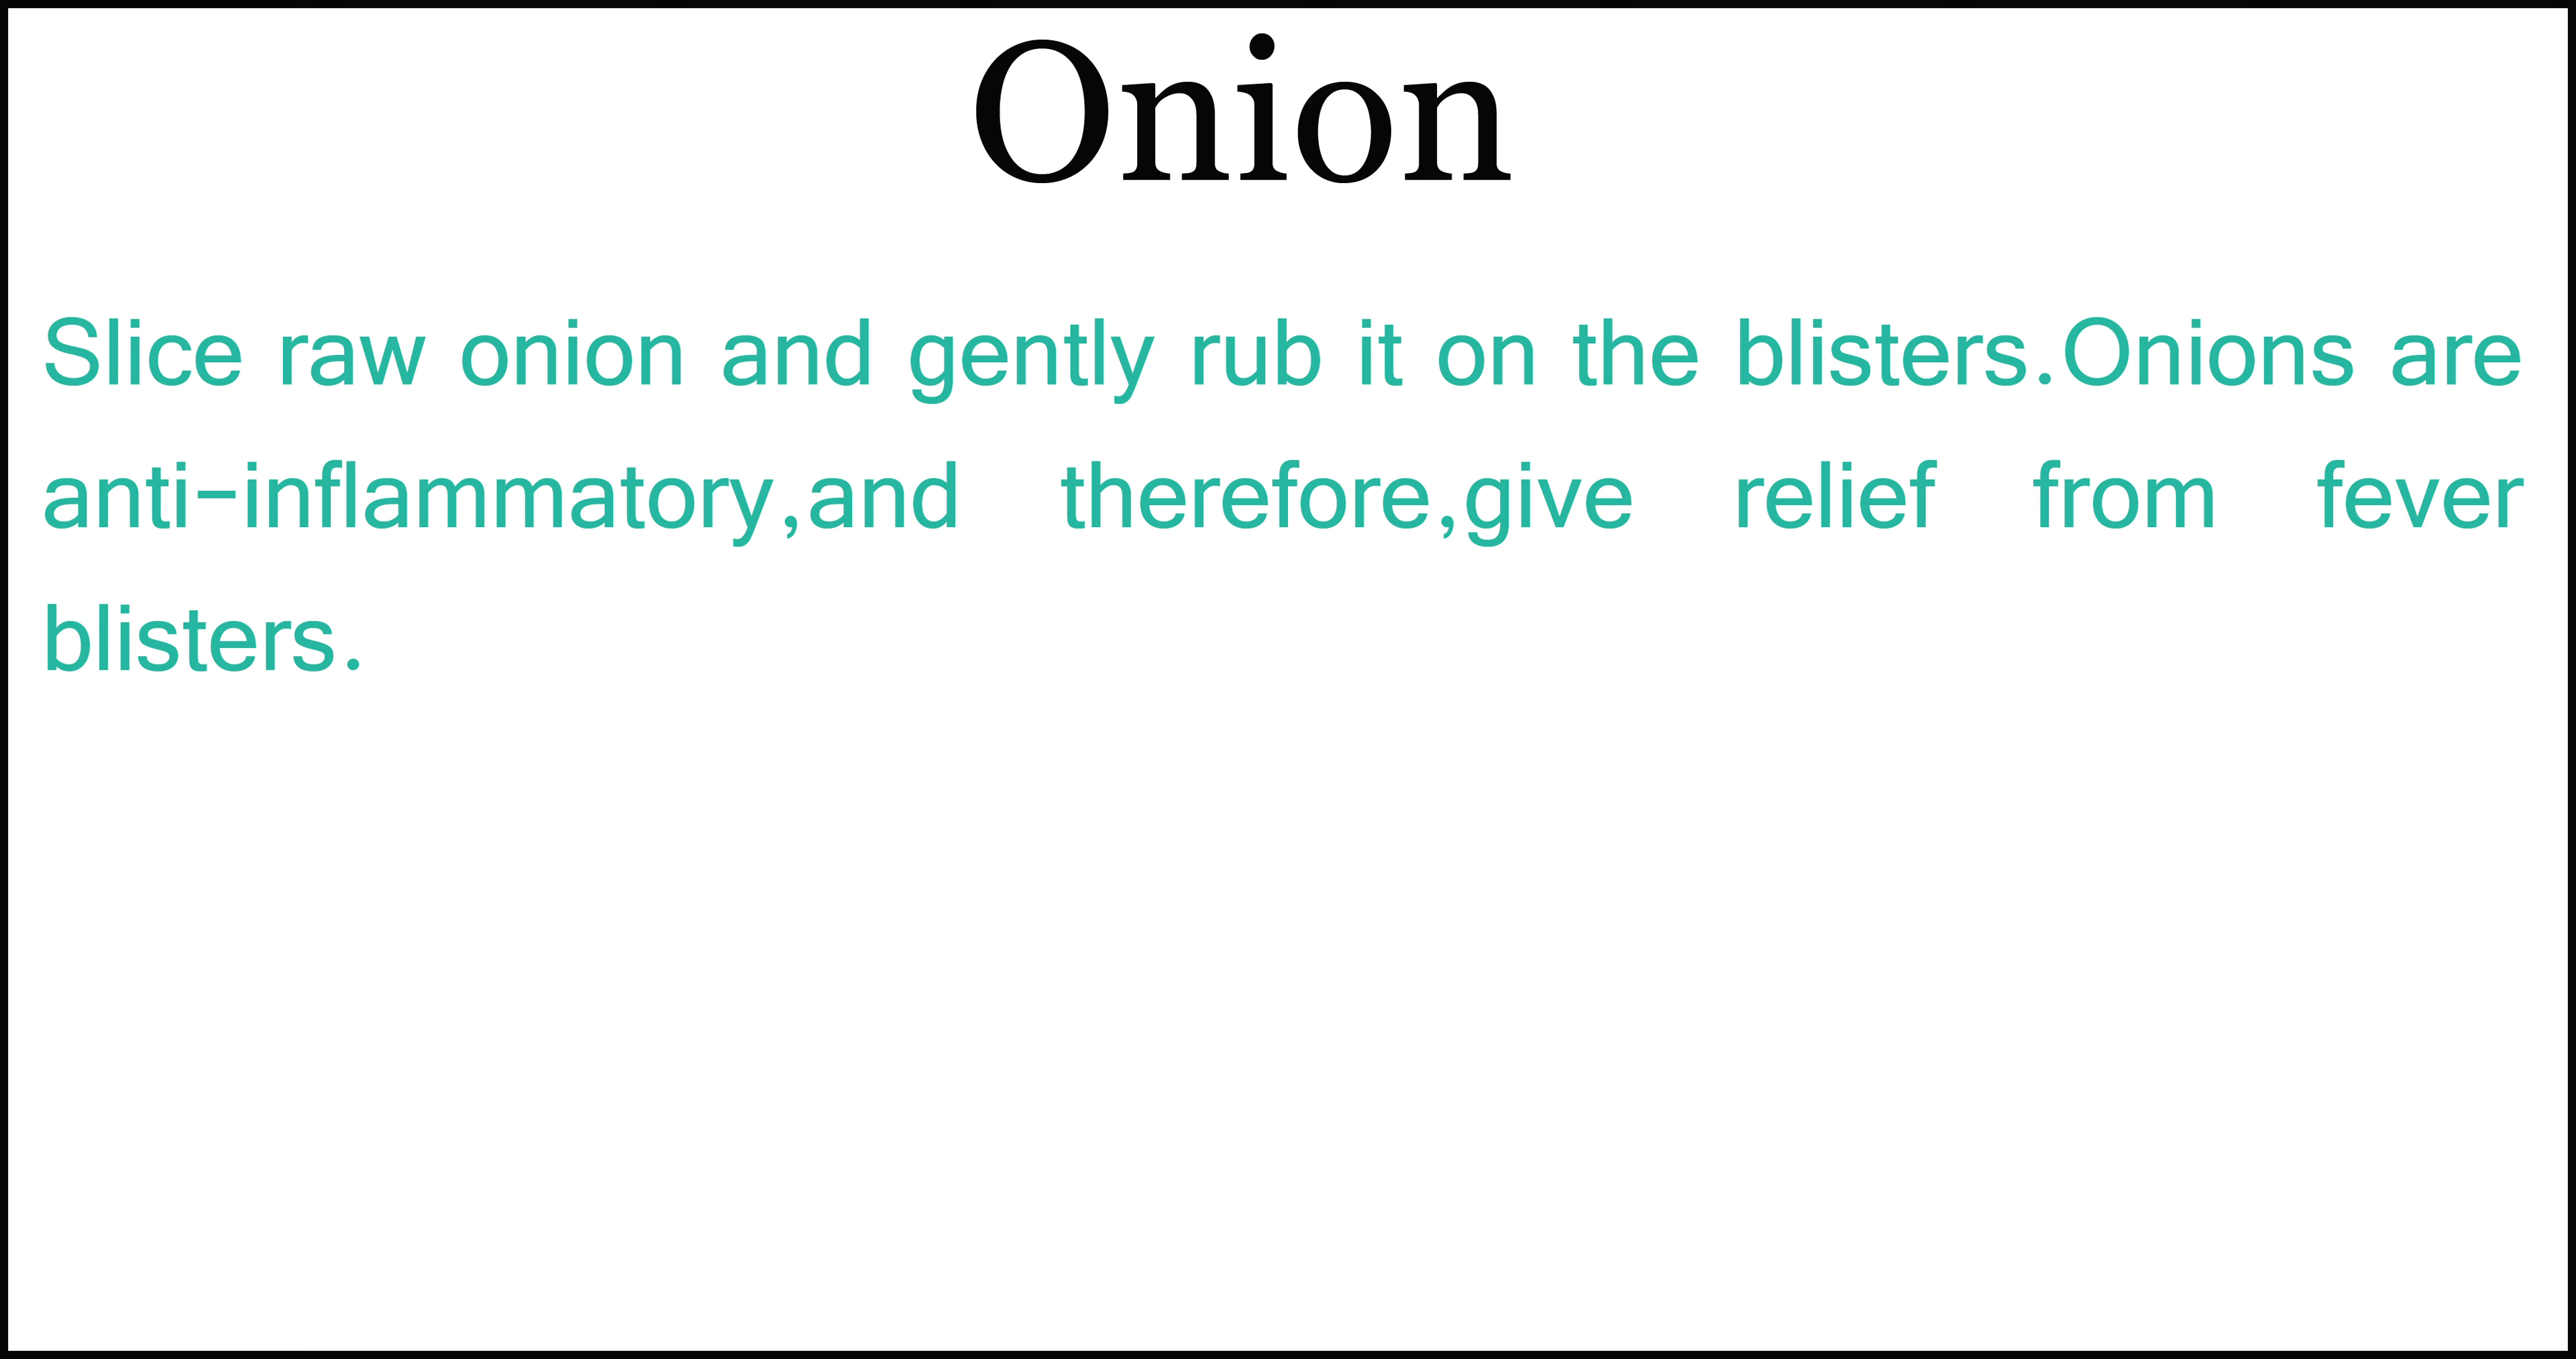 Onion
Slice raw onion and gently rub it on the blisters.Onions are
anti-inflammatory,and therefore,give relief from fever
blisters.